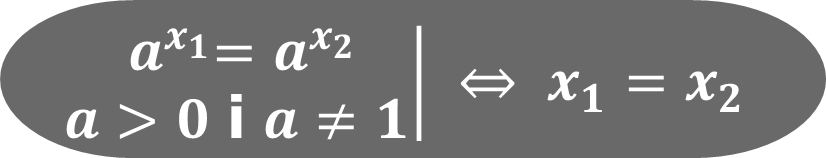 a^{x_1} = a^{x_2}
a > 0 i a ≠ 1 | ⇔ x_1 = x_2